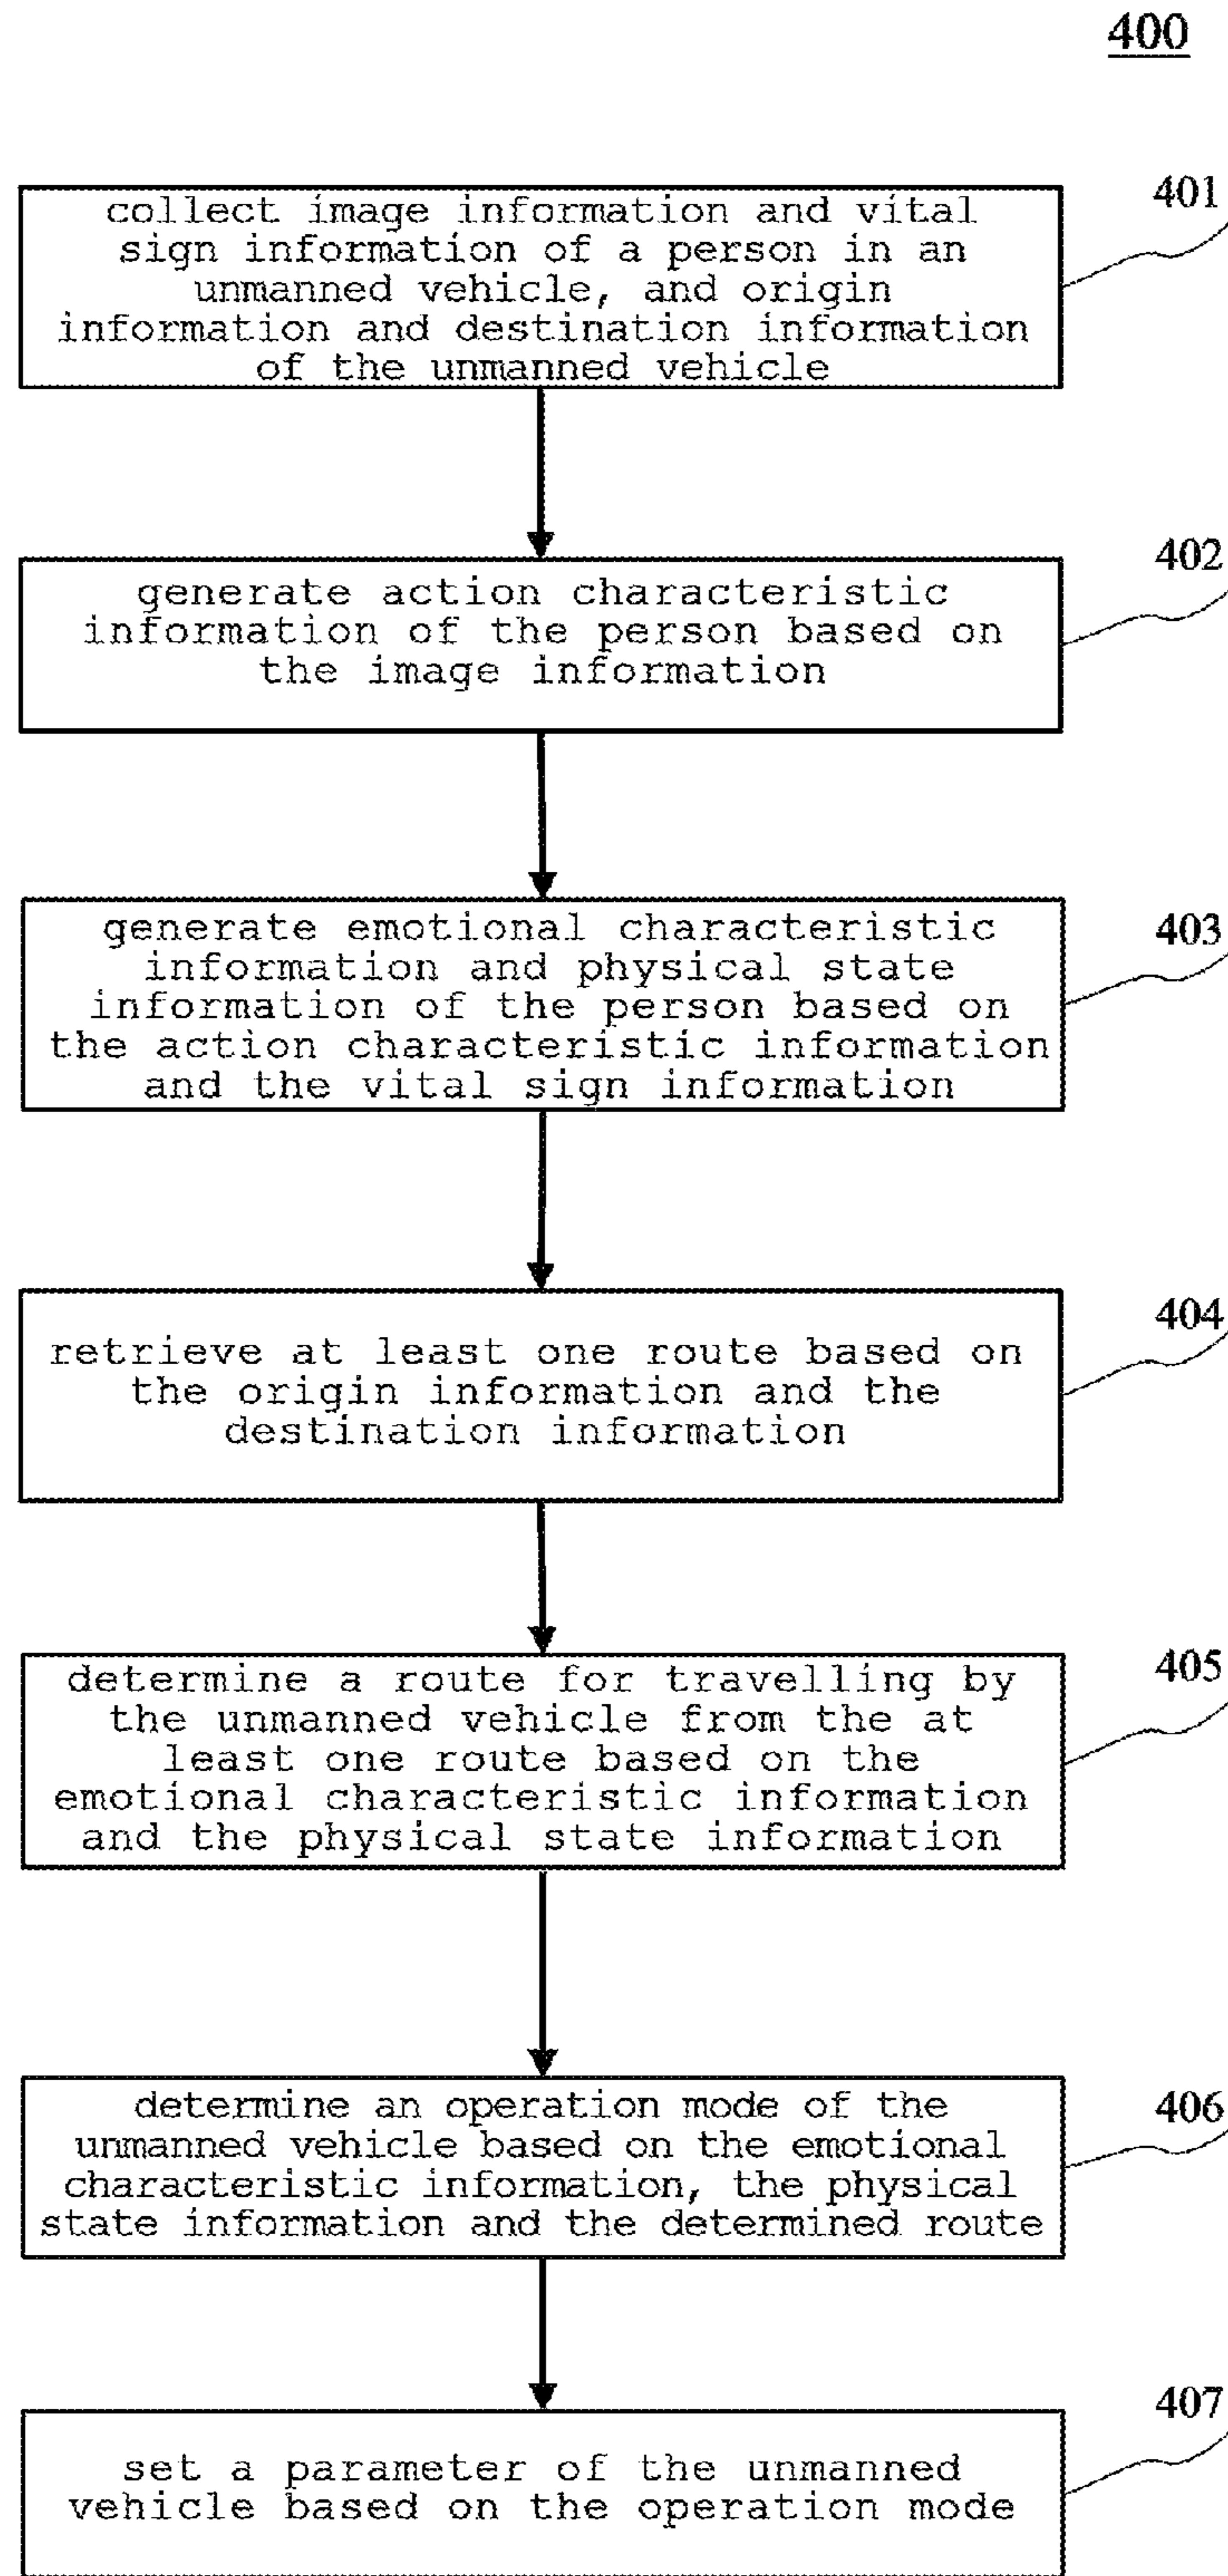 400
401
collect image information and vital
sign information of a person in an
unmanned vehicle, and origin
information and destination information
of the unmanned vehicle
402
generate action characteristic
information of the person based on
the image information
403
generate emotional characteristic
information and physical state
information of the person based on
the action characteristic information
and the vital sign information
404
retrieve at least one route based on
the origin information and the
destination information
405
determine a route for travelling by
the unmanned vehicle from the at
least one route based on the
emotional characteristic information
and the physical state information
406
determine an operation mode of the
unmanned vehicle based on the emotional
characteristic information, the physical
state information and the determined route
407
set a parameter of the unmanned
vehicle based on the operation mode